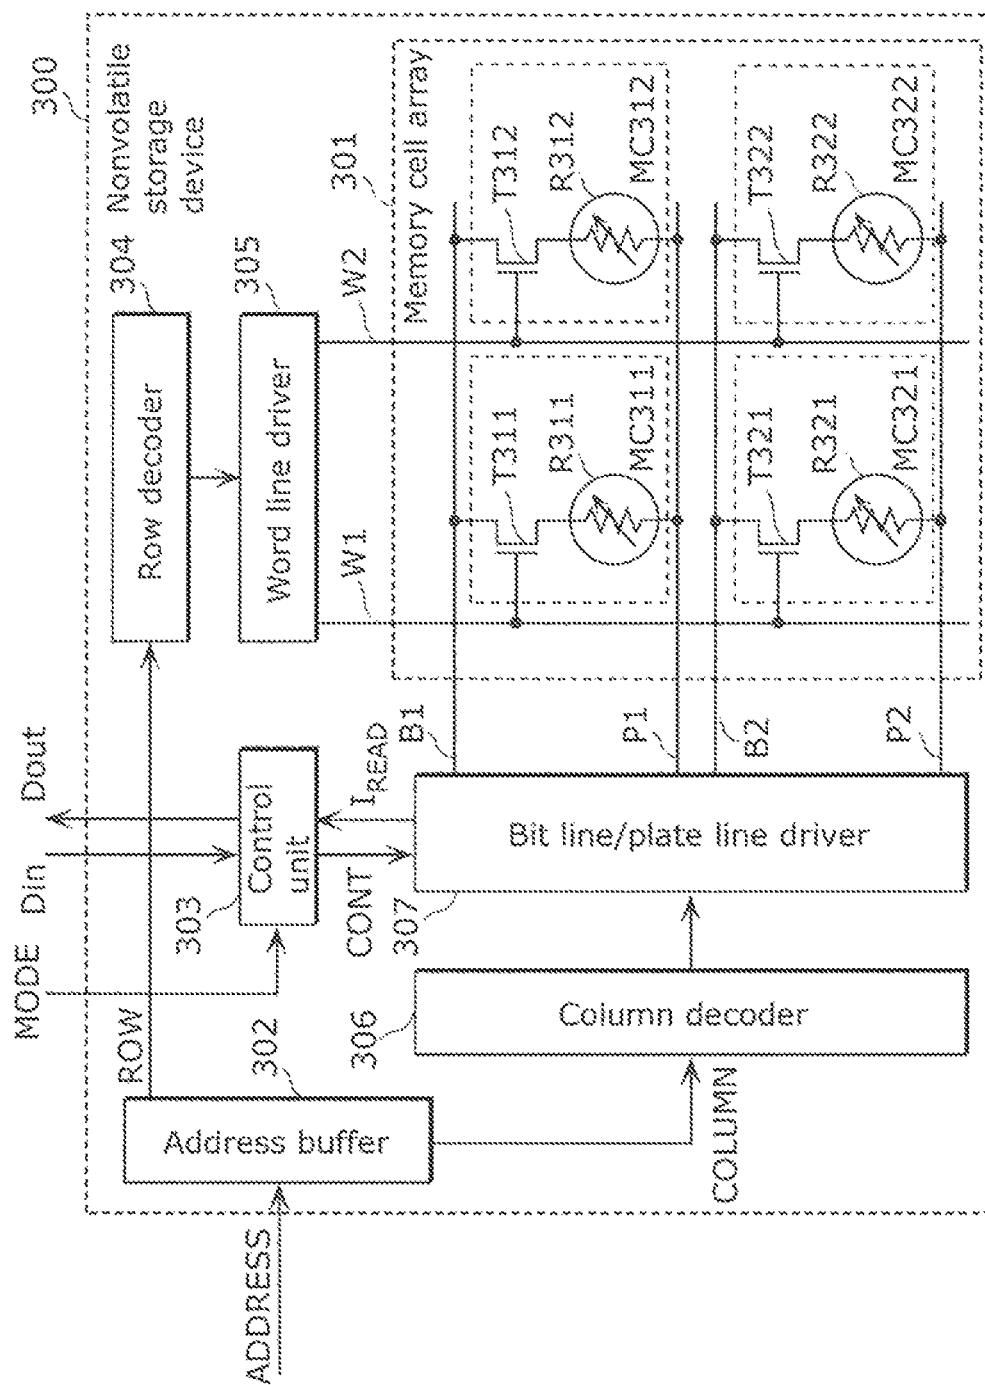 300
Nonvolatile
storage
device
304
Row decoder
305
Word line driver
W2
W1
301
Memory cell array
T312
R312
MC312
T322
R322
MC322
T311
R311
MC311
T321
R321
MC321
Dout
Din
MODE
ROW
303
Control
unit
I READ
CONT
B1
P1
B2
P2
307
Bit line/plate line driver
306
Column decoder
302
Address buffer
COLUMN
ADDRESS